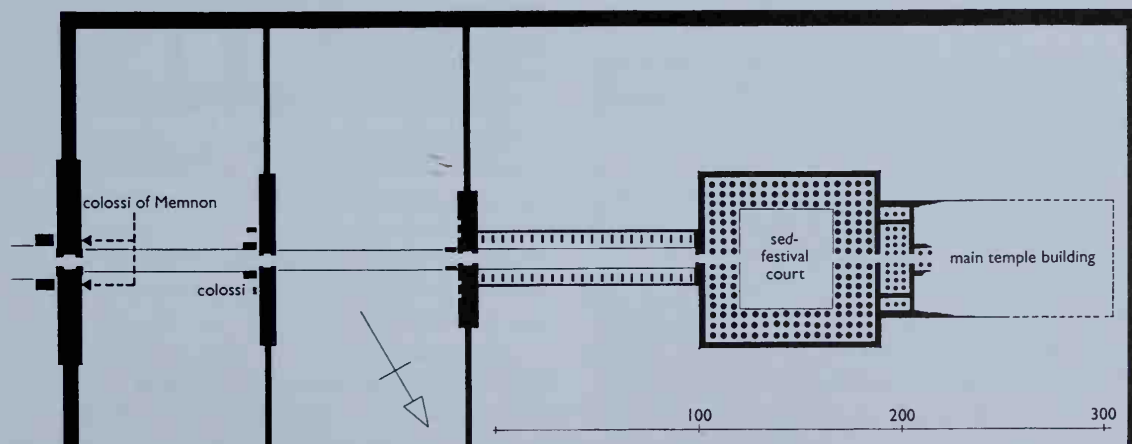 colossi of Memnon
colossi
sed-
festival
court
main temple building
100
200
300